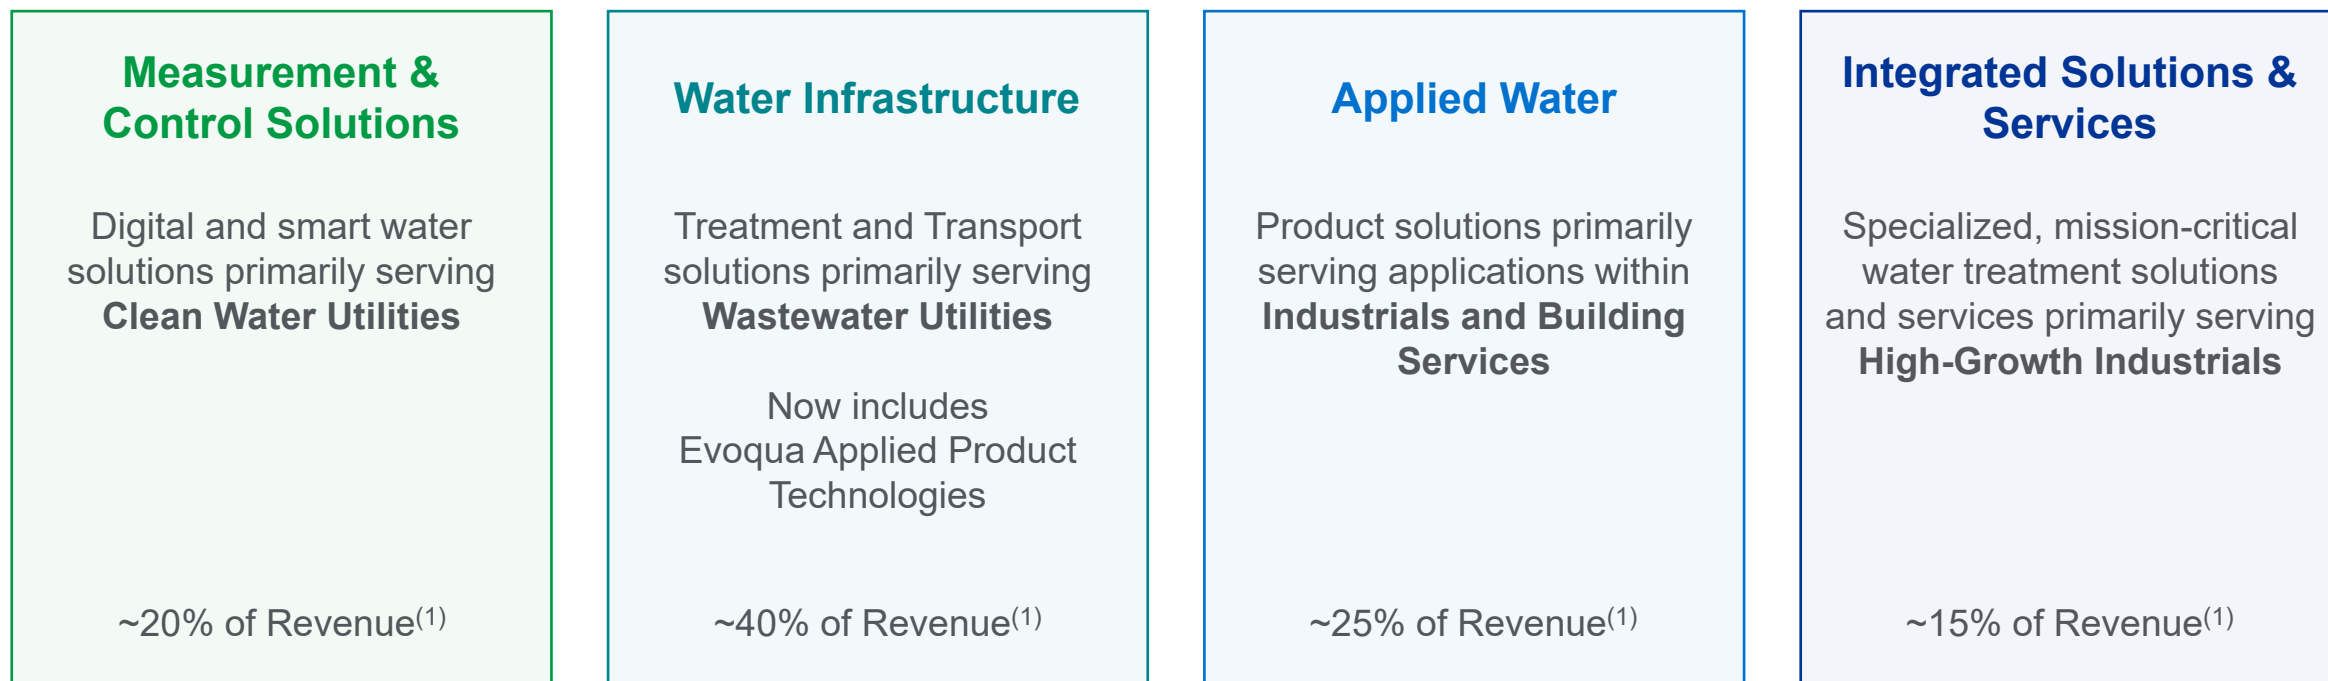 Measurement &
Control Solutions
Digital and smart water
solutions primarily serving
Clean Water Utilities
~20% of Revenue(1)
Water Infrastructure
Treatment and Transport
solutions primarily serving
Wastewater Utilities
Now includes
Evoqua Applied Product
Technologies
~40% of Revenue(1)
Applied Water
Product solutions primarily
serving applications within
Industrials and Building
Services
~25% of Revenue(1)
Integrated Solutions &
Services
Specialized, mission-critical
water treatment solutions
and services primarily serving
High-Growth Industrials
~15% of Revenue(1)